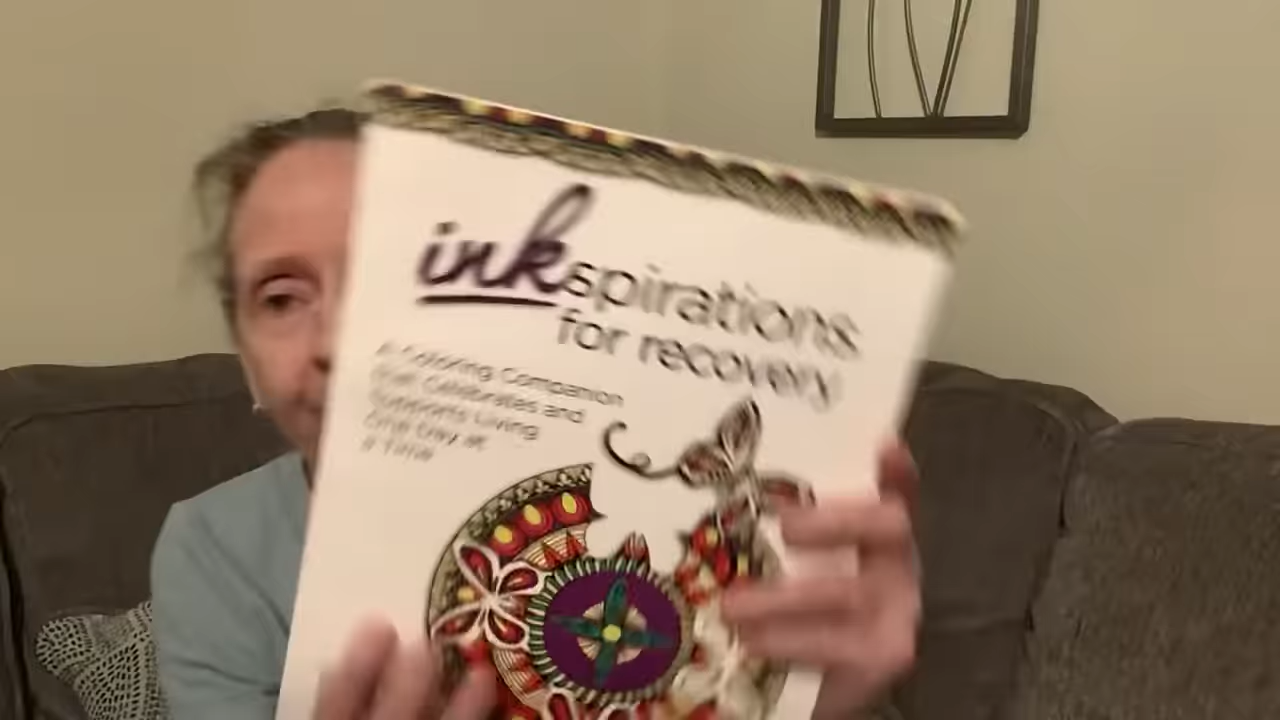 inkspirations
for recovery
A Coloring Companion
that Celebrates and
Supports Living
One Day at
a Time